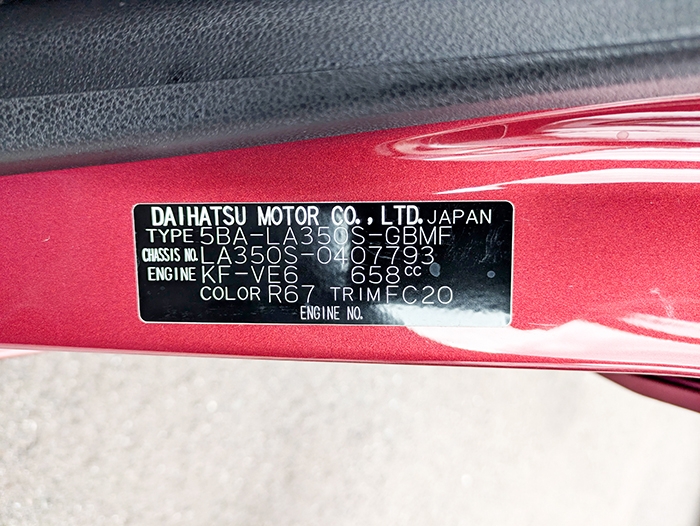 DAIHATSU MOTOR CO., LTD. JAPAN
TYPE 5BA-LA350S-GBMF
CHASSIS NO. LA350S-0407793
ENGINE KF-VE6 658cc
COLOR R67 TRIM FC20
ENGINE NO.